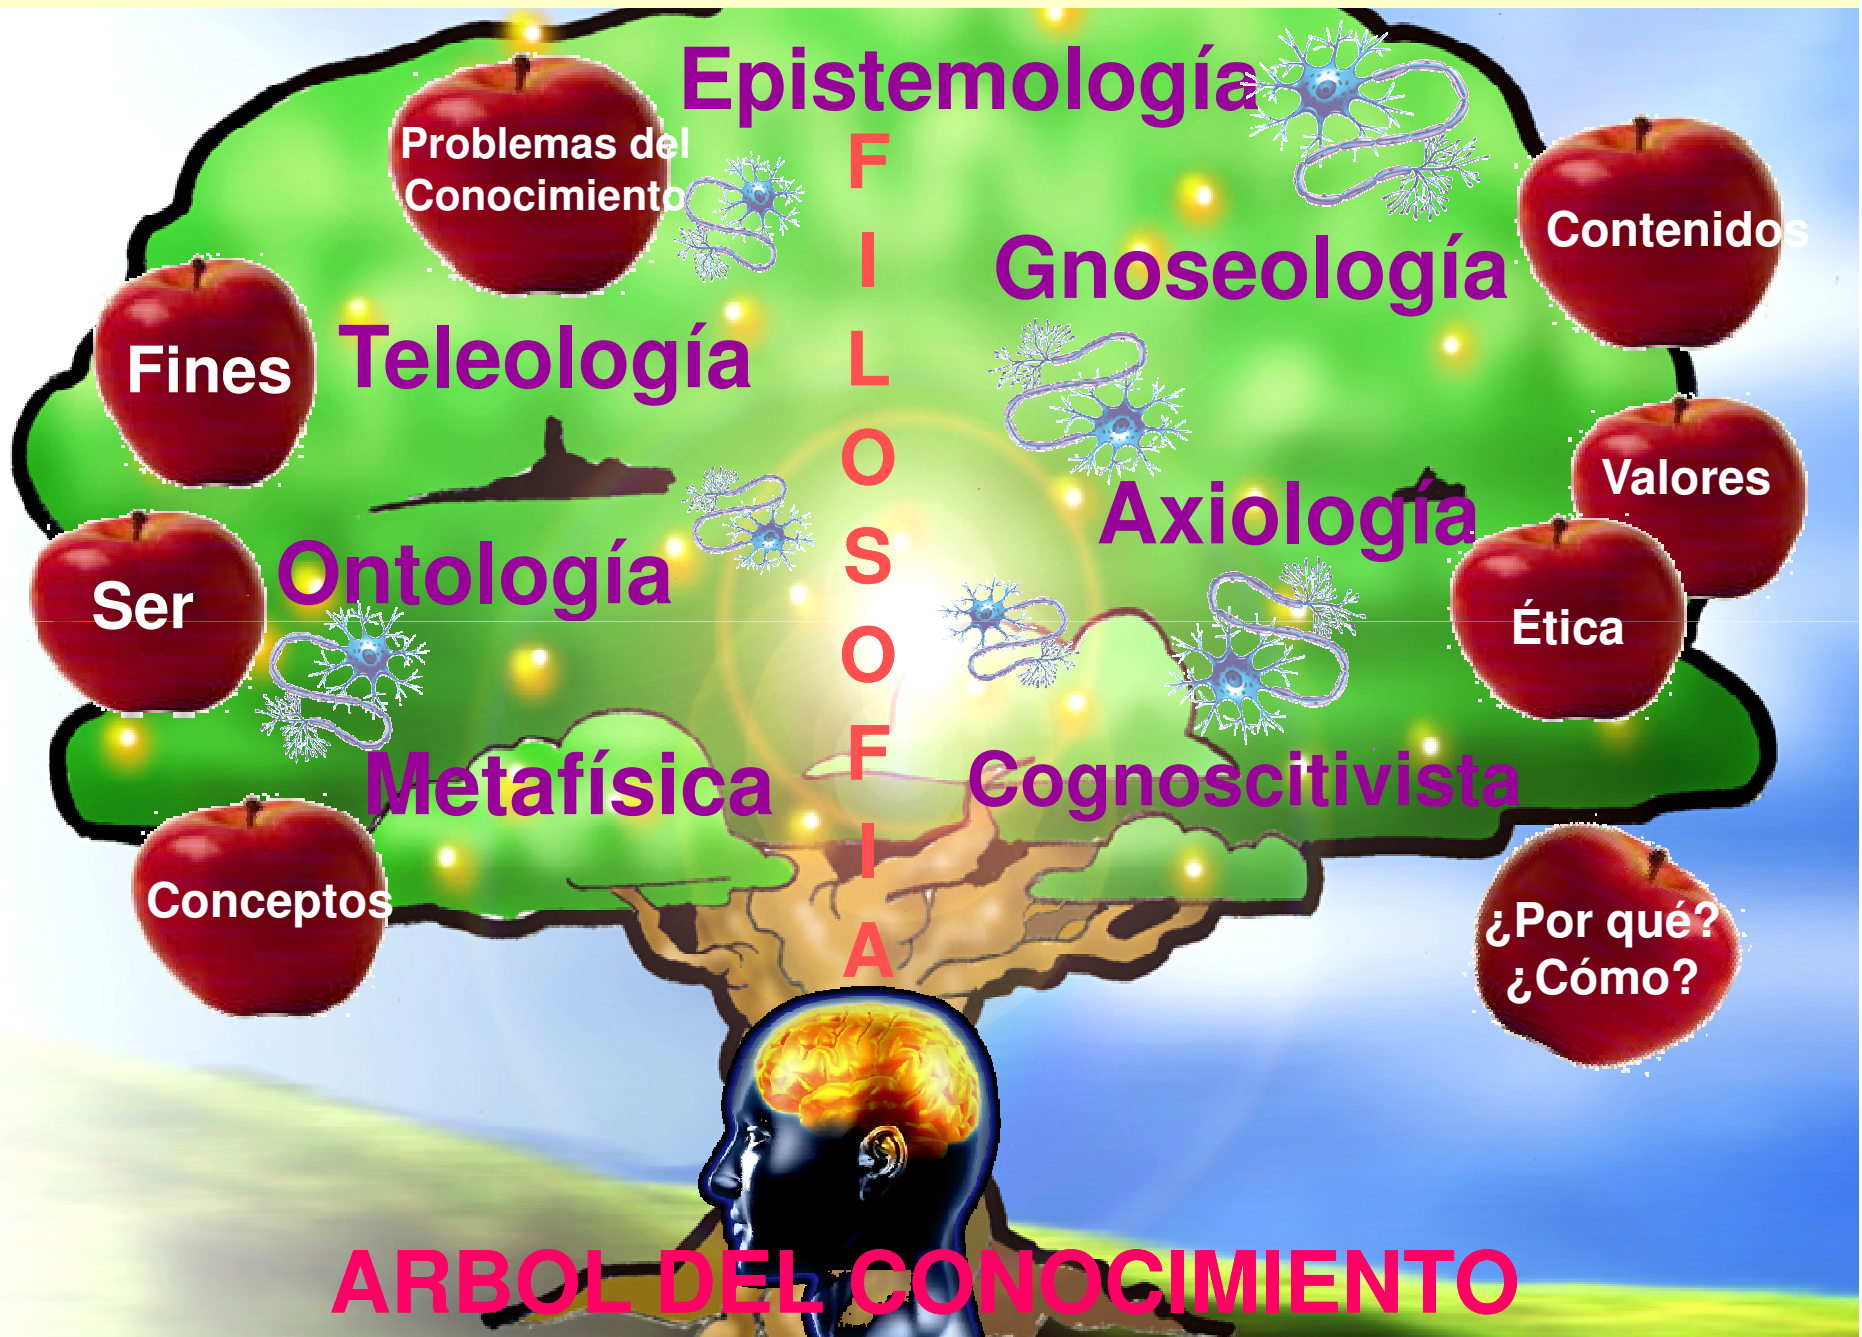 Epistemología
Problemas del
Conocimiento
FILOSOFIA
Contenidos
Gnoseología
Fines
Teleología
Valores
Axiología
Ser
Ontología
Ética
Metafísica
Cognoscitivista
Conceptos
¿Por qué?
¿Cómo?
ARBOL DEL CONOCIMIENTO